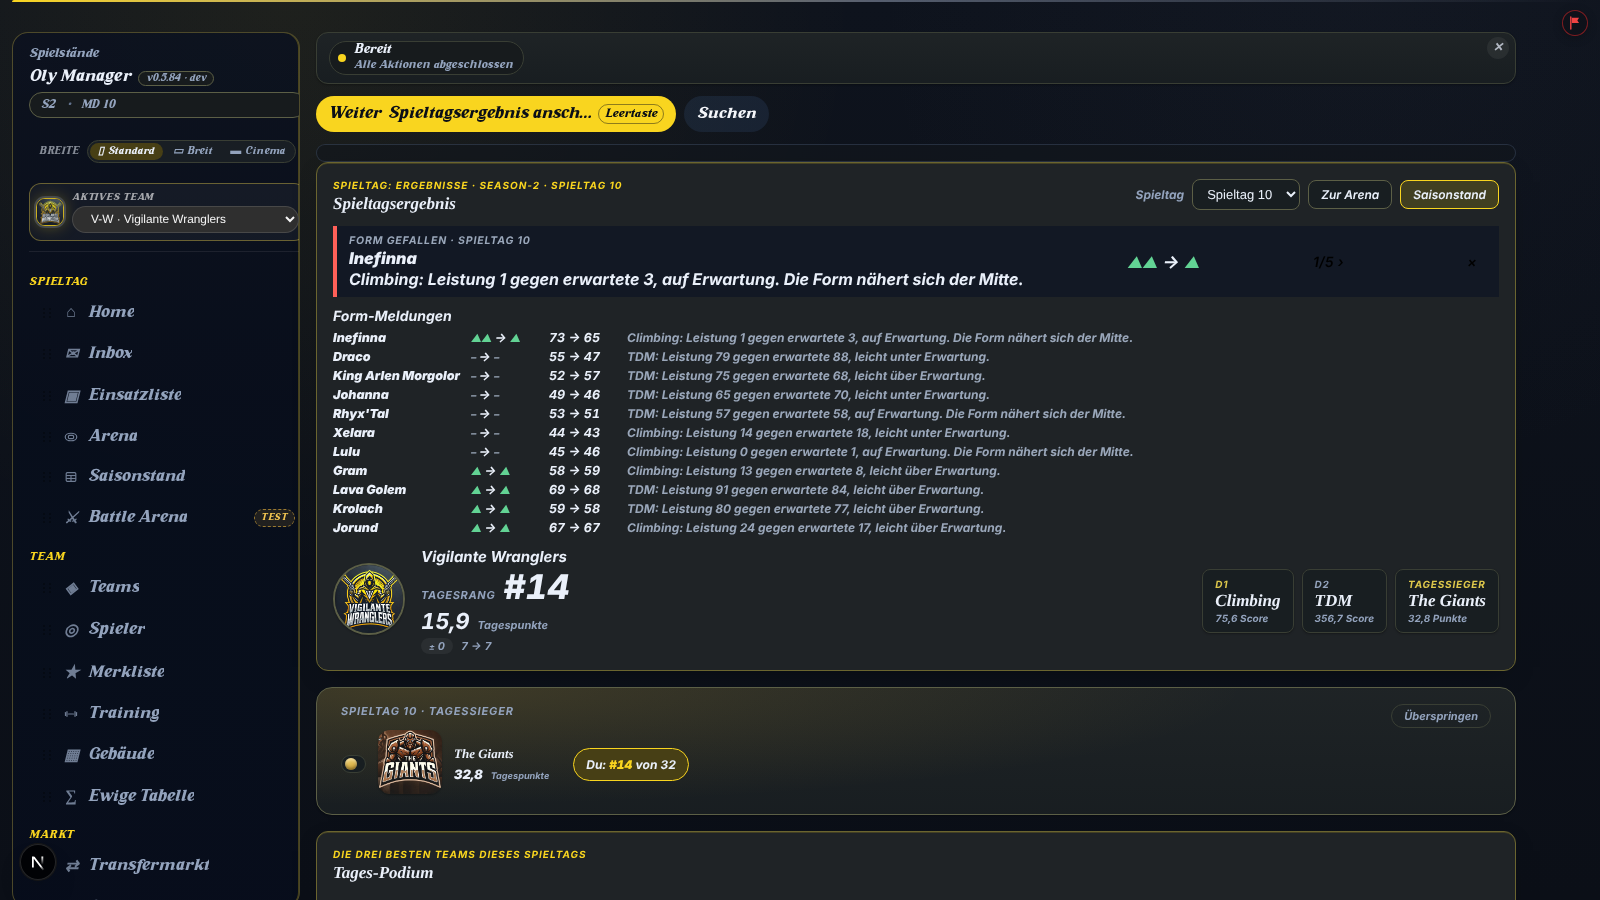 Spielstände
Oly Manager v0.5.84 · dev
S2 · MD 10
BREITE Standard Breit Cinema
AKTIVES TEAM
V-W · Vigilante Wranglers
SPIELTAG
Home
Inbox
Einsatzliste
Arena
Saisonstand
Battle Arena TEST
TEAM
Teams
Spieler
Merkliste
Training
Gebäude
Ewige Tabelle
MARKT
N
Transfermarkt
Bereit
Alle Aktionen abgeschlossen
×
Weiter Spieltagsergebnis ansch... Leertaste
Suchen
SPIELTAG: ERGEBNISSE · SEASON-2 · SPIELTAG 10
Spieltagsergebnis
Spieltag Spieltag 10 Zur Arena Saisonstand
FORM GEFALLEN · SPIELTAG 10
Inefinna
Climbing: Leistung 1 gegen erwartete 3, auf Erwartung. Die Form nähert sich der Mitte.
▲▲ → ▲ 1/5 › ×
Form-Meldungen
Inefinna ▲▲ → ▲ 73 → 65 Climbing: Leistung 1 gegen erwartete 3, auf Erwartung. Die Form nähert sich der Mitte.
Draco – → – 55 → 47 TDM: Leistung 79 gegen erwartete 88, leicht unter Erwartung.
King Arlen Morgolor – → – 52 → 57 TDM: Leistung 75 gegen erwartete 68, leicht über Erwartung.
Johanna – → – 49 → 46 TDM: Leistung 65 gegen erwartete 70, leicht unter Erwartung.
Rhyx'Tal – → – 53 → 51 TDM: Leistung 57 gegen erwartete 58, auf Erwartung. Die Form nähert sich der Mitte.
Xelara – → – 44 → 43 Climbing: Leistung 14 gegen erwartete 18, leicht unter Erwartung.
Lulu – → – 45 → 46 Climbing: Leistung 0 gegen erwartete 1, auf Erwartung. Die Form nähert sich der Mitte.
Gram ▲ → ▲ 58 → 59 Climbing: Leistung 13 gegen erwartete 8, leicht über Erwartung.
Lava Golem ▲ → ▲ 69 → 68 TDM: Leistung 91 gegen erwartete 84, leicht über Erwartung.
Krolach ▲ → ▲ 59 → 58 TDM: Leistung 80 gegen erwartete 77, leicht über Erwartung.
Jorund ▲ → ▲ 67 → 67 Climbing: Leistung 24 gegen erwartete 17, leicht über Erwartung.
VIGILANTE
WRANGLERS
Vigilante Wranglers
TAGESRANG #14
15,9 Tagespunkte
± 0 7 → 7
D1
Climbing
75,6 Score
D2
TDM
356,7 Score
TAGESSIEGER
The Giants
32,8 Punkte
SPIELTAG 10 · TAGESSIEGER
Überspringen
THE
GIANTS
The Giants
32,8 Tagespunkte
Du: #14 von 32
DIE DREI BESTEN TEAMS DIESES SPIELTAGS
Tages-Podium